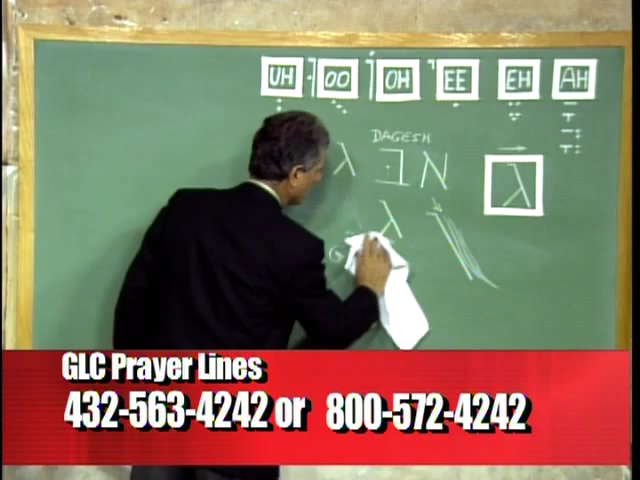 UH OO OH EE EH AH
DAGESH
ג בּ א
ג
ג
G
GLC Prayer Lines
432-563-4242 or 800-572-4242